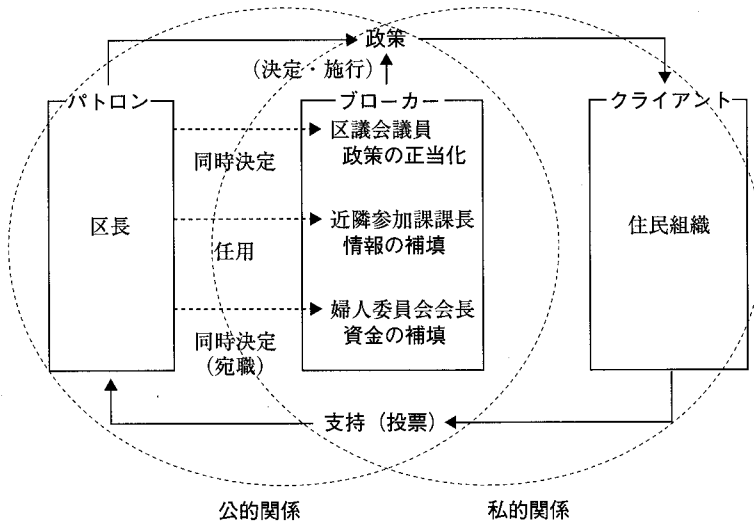 政策
(決定・施行)
パトロン
ブローカー
クライアント
区議会議員
政策の正当化
同時決定
区長
近隣参加課課長
情報の補填
住民組織
任用
婦人委員会会長
資金の補填
同時決定
(宛職)
支持(投票)
公的関係
私的関係